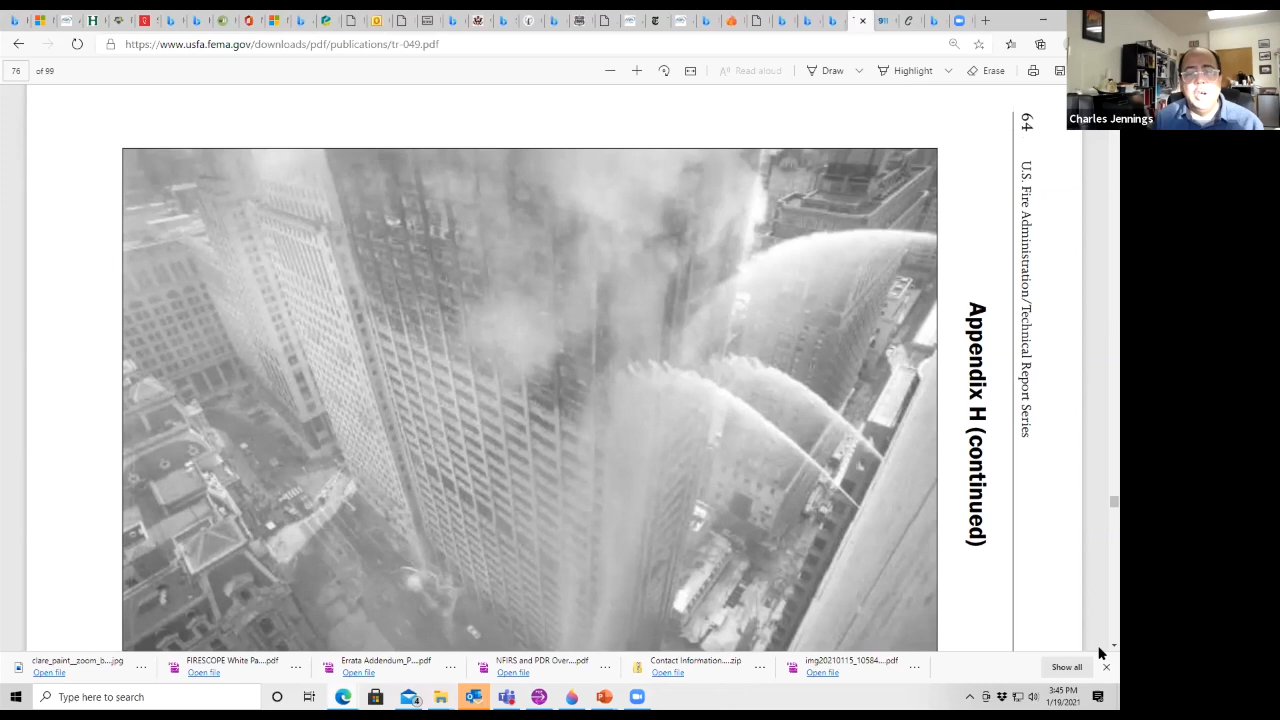 https://www.usfa.fema.gov/downloads/pdf/publications/tr-049.pdf
76 of 99
Read aloud
Draw
Highlight
Erase
Charles Jennings
64 U.S. Fire Administration/Technical Report Series
Appendix H (continued)
clare_paint__zoom_b....jpg
Open file
FIRESCOPE White Pa....pdf
Open file
Errata Addendum_P....pdf
Open file
NFIRS and PDR Over....pdf
Open file
Contact Information....zip
Open file
img20210115_10584....pdf
Open file
Show all
Type here to search
3:45 PM
1/19/2021